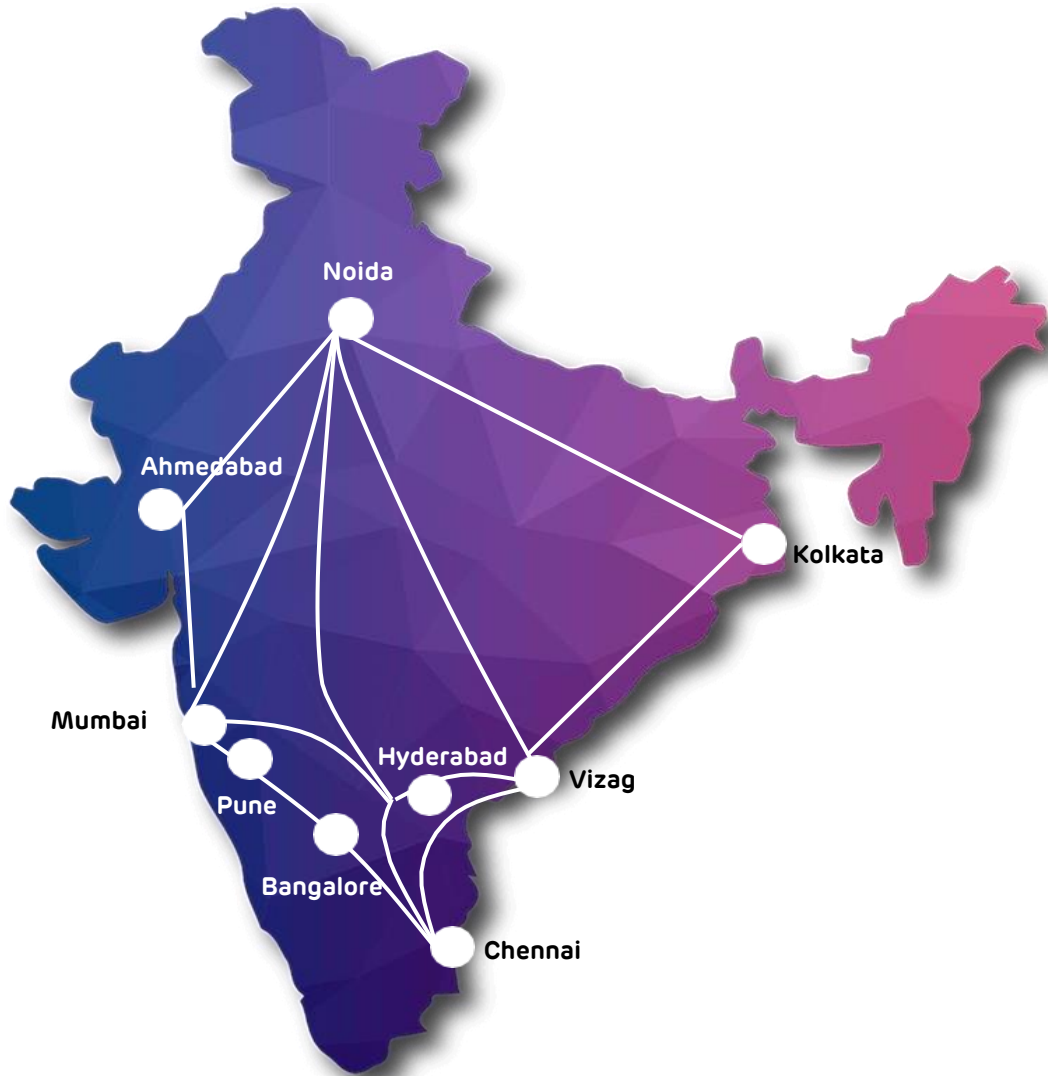 Noida
Ahmedabad
Kolkata
Mumbai
Hyderabad
Vizag
Pune
Bangalore
Chennai